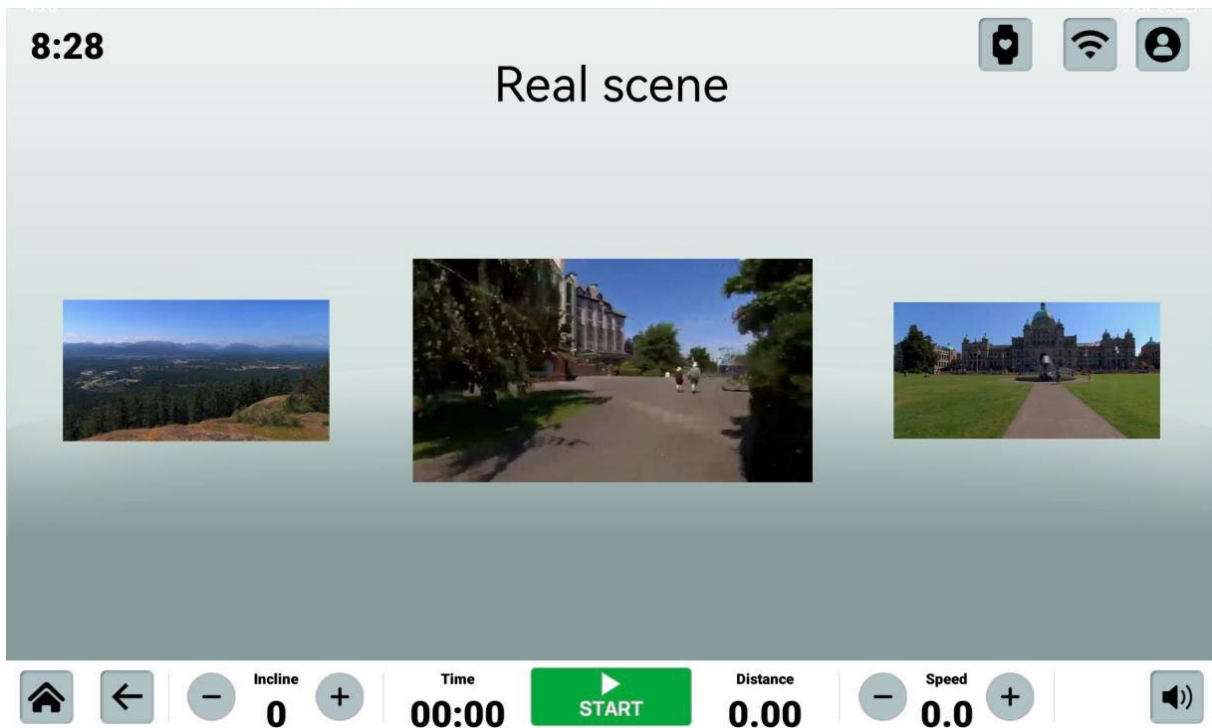 8:28
Real scene
Incline
0
Time
00:00
START
Distance
0.00
Speed
0.0